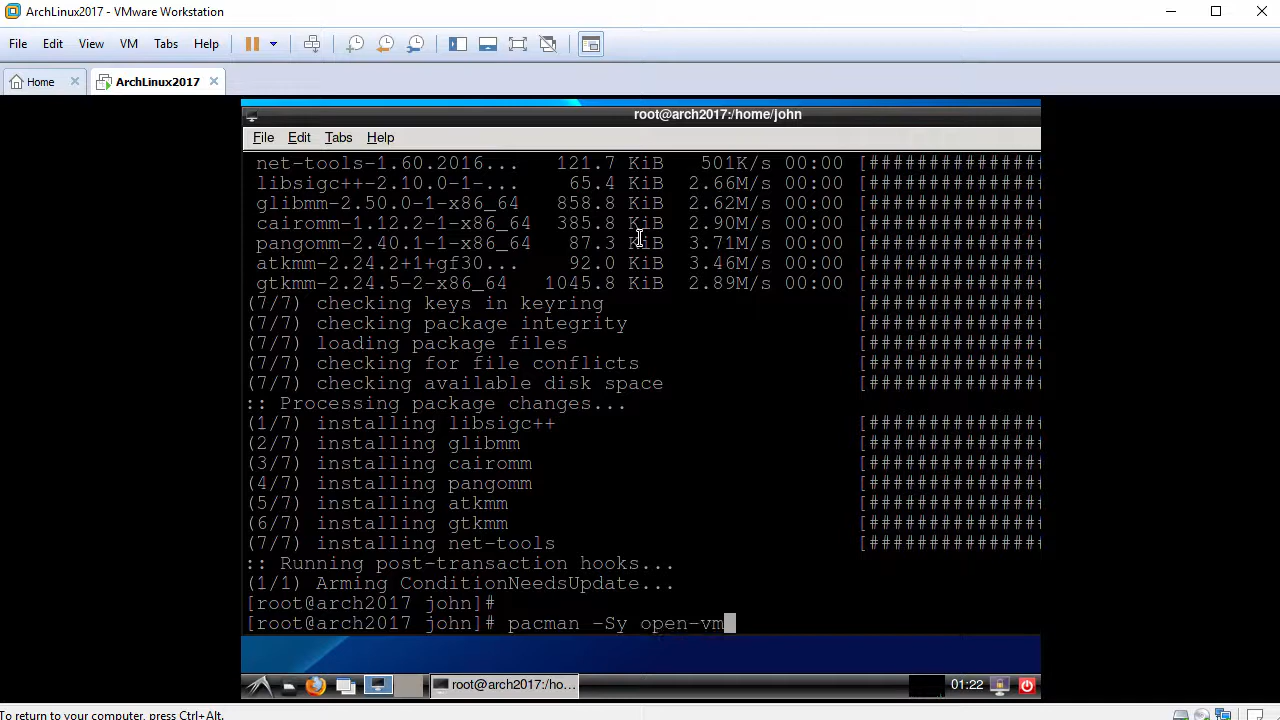 ArchLinux2017 - VMware Workstation
File Edit View VM Tabs Help
Home ArchLinux2017
root@arch2017:/home/john
File Edit Tabs Help
net-tools-1.60.2016... 121.7 KiB 501K/s 00:00 [###############
libsigc++-2.10.0-1-... 65.4 KiB 2.66M/s 00:00 [###############
glibmm-2.50.0-1-x86_64 858.8 KiB 2.62M/s 00:00 [###############
cairomm-1.12.2-1-x86_64 385.8 KiB 2.90M/s 00:00 [###############
pangomm-2.40.1-1-x86_64 87.3 KiB 3.71M/s 00:00 [###############
atkmm-2.24.2+1+gf30... 92.0 KiB 3.46M/s 00:00 [###############
gtkmm-2.24.5-2-x86_64 1045.8 KiB 2.89M/s 00:00 [###############
(7/7) checking keys in keyring [###############
(7/7) checking package integrity [###############
(7/7) loading package files [###############
(7/7) checking for file conflicts [###############
(7/7) checking available disk space [###############
:: Processing package changes...
(1/7) installing libsigc++ [###############
(2/7) installing glibmm [###############
(3/7) installing cairomm [###############
(4/7) installing pangomm [###############
(5/7) installing atkmm [###############
(6/7) installing gtkmm [###############
(7/7) installing net-tools [###############
:: Running post-transaction hooks...
(1/1) Arming ConditionNeedsUpdate...
[root@arch2017 john]#
[root@arch2017 john]# pacman -Sy open-vm
root@arch2017:/ho... 01:22
To return to your computer, press Ctrl+Alt.